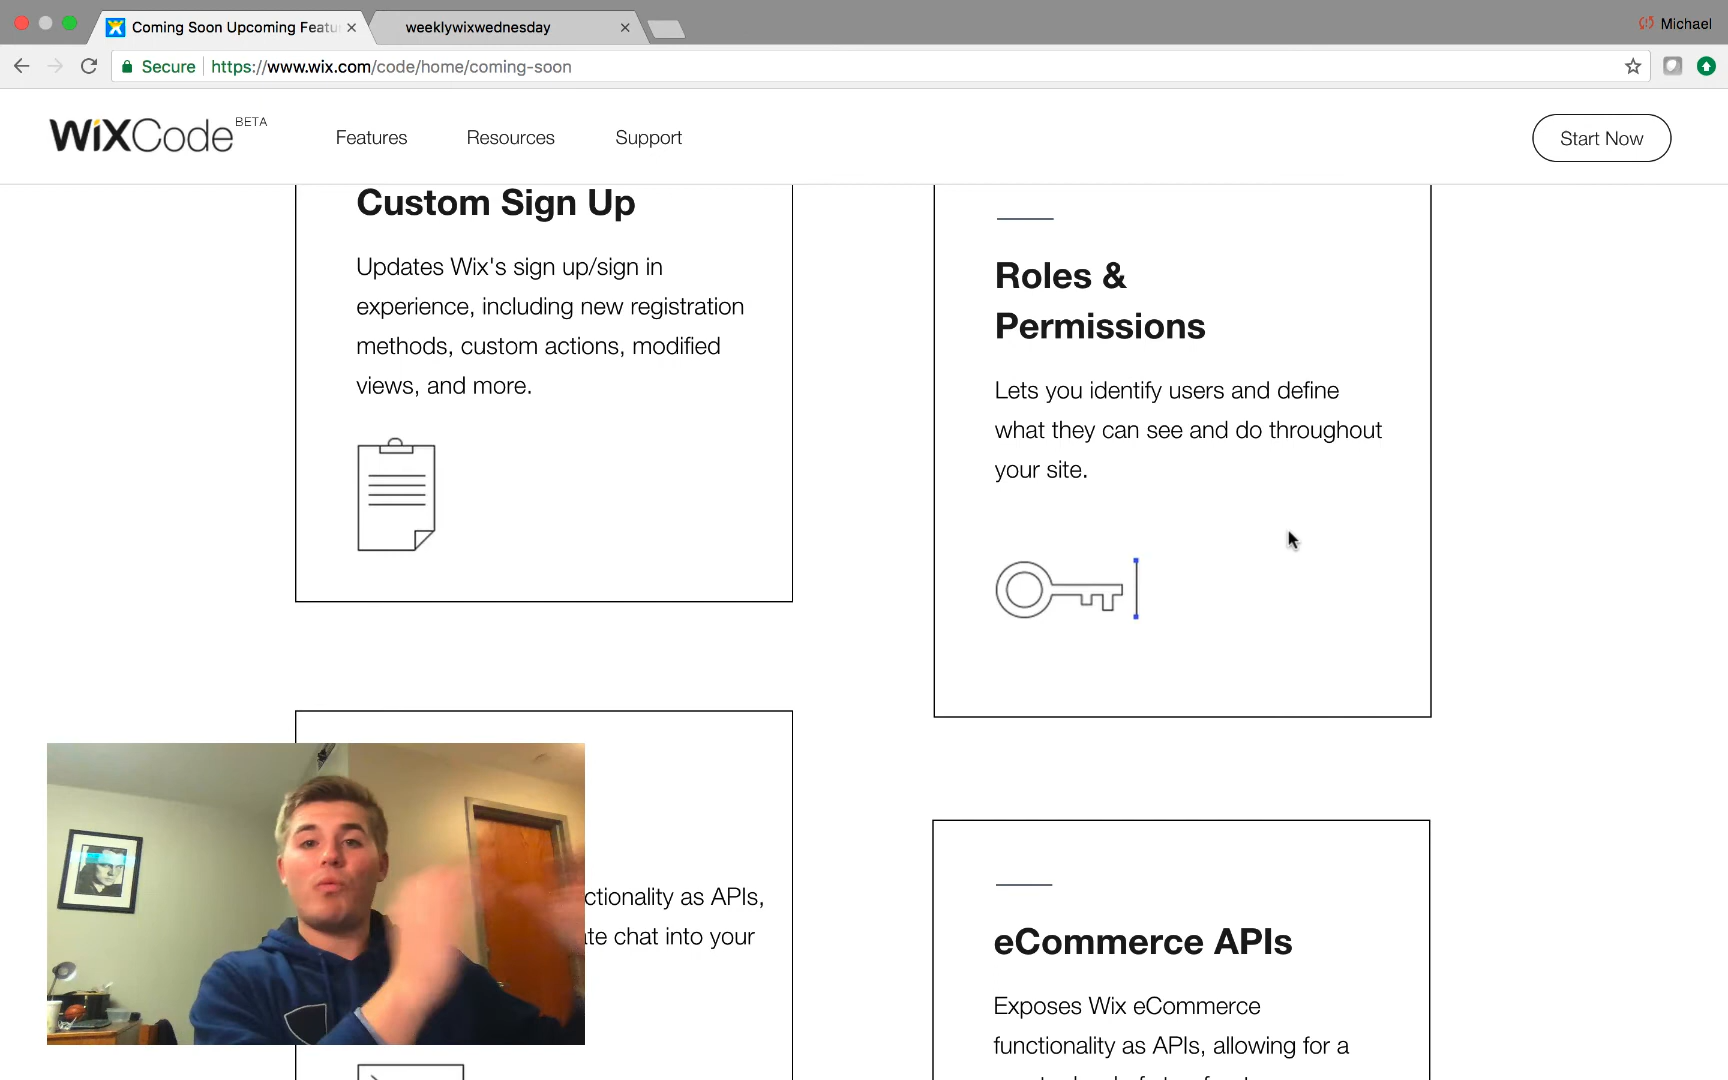 Coming Soon Upcoming Featu
weeklywixwednesday
Michael
Secure https://www.wix.com/code/home/coming-soon
WiXCode BETA
Features
Resources
Support
Start Now
Custom Sign Up
Updates Wix's sign up/sign in
experience, including new registration
methods, custom actions, modified
views, and more.
Roles &
Permissions
Lets you identify users and define
what they can see and do throughout
your site.
ctionality as APIs,
te chat into your
eCommerce APIs
Exposes Wix eCommerce
functionality as APIs, allowing for a